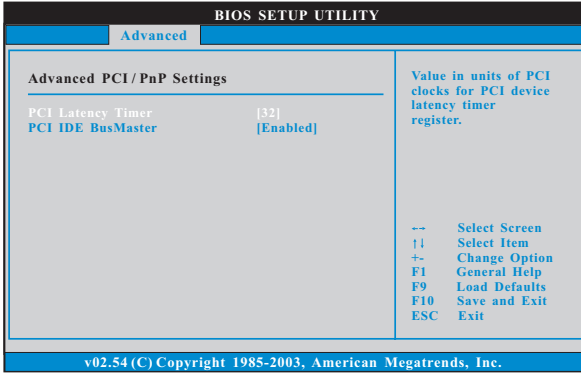 BIOS SETUP UTILITY
Advanced
Advanced PCI / PnP Settings
PCI Latency Timer [32]
PCI IDE BusMaster [Enabled]
Value in units of PCI
clocks for PCI device
latency timer
register.
←→ Select Screen
↑↓ Select Item
+- Change Option
F1 General Help
F9 Load Defaults
F10 Save and Exit
ESC Exit
v02.54 (C) Copyright 1985-2003, American Megatrends, Inc.